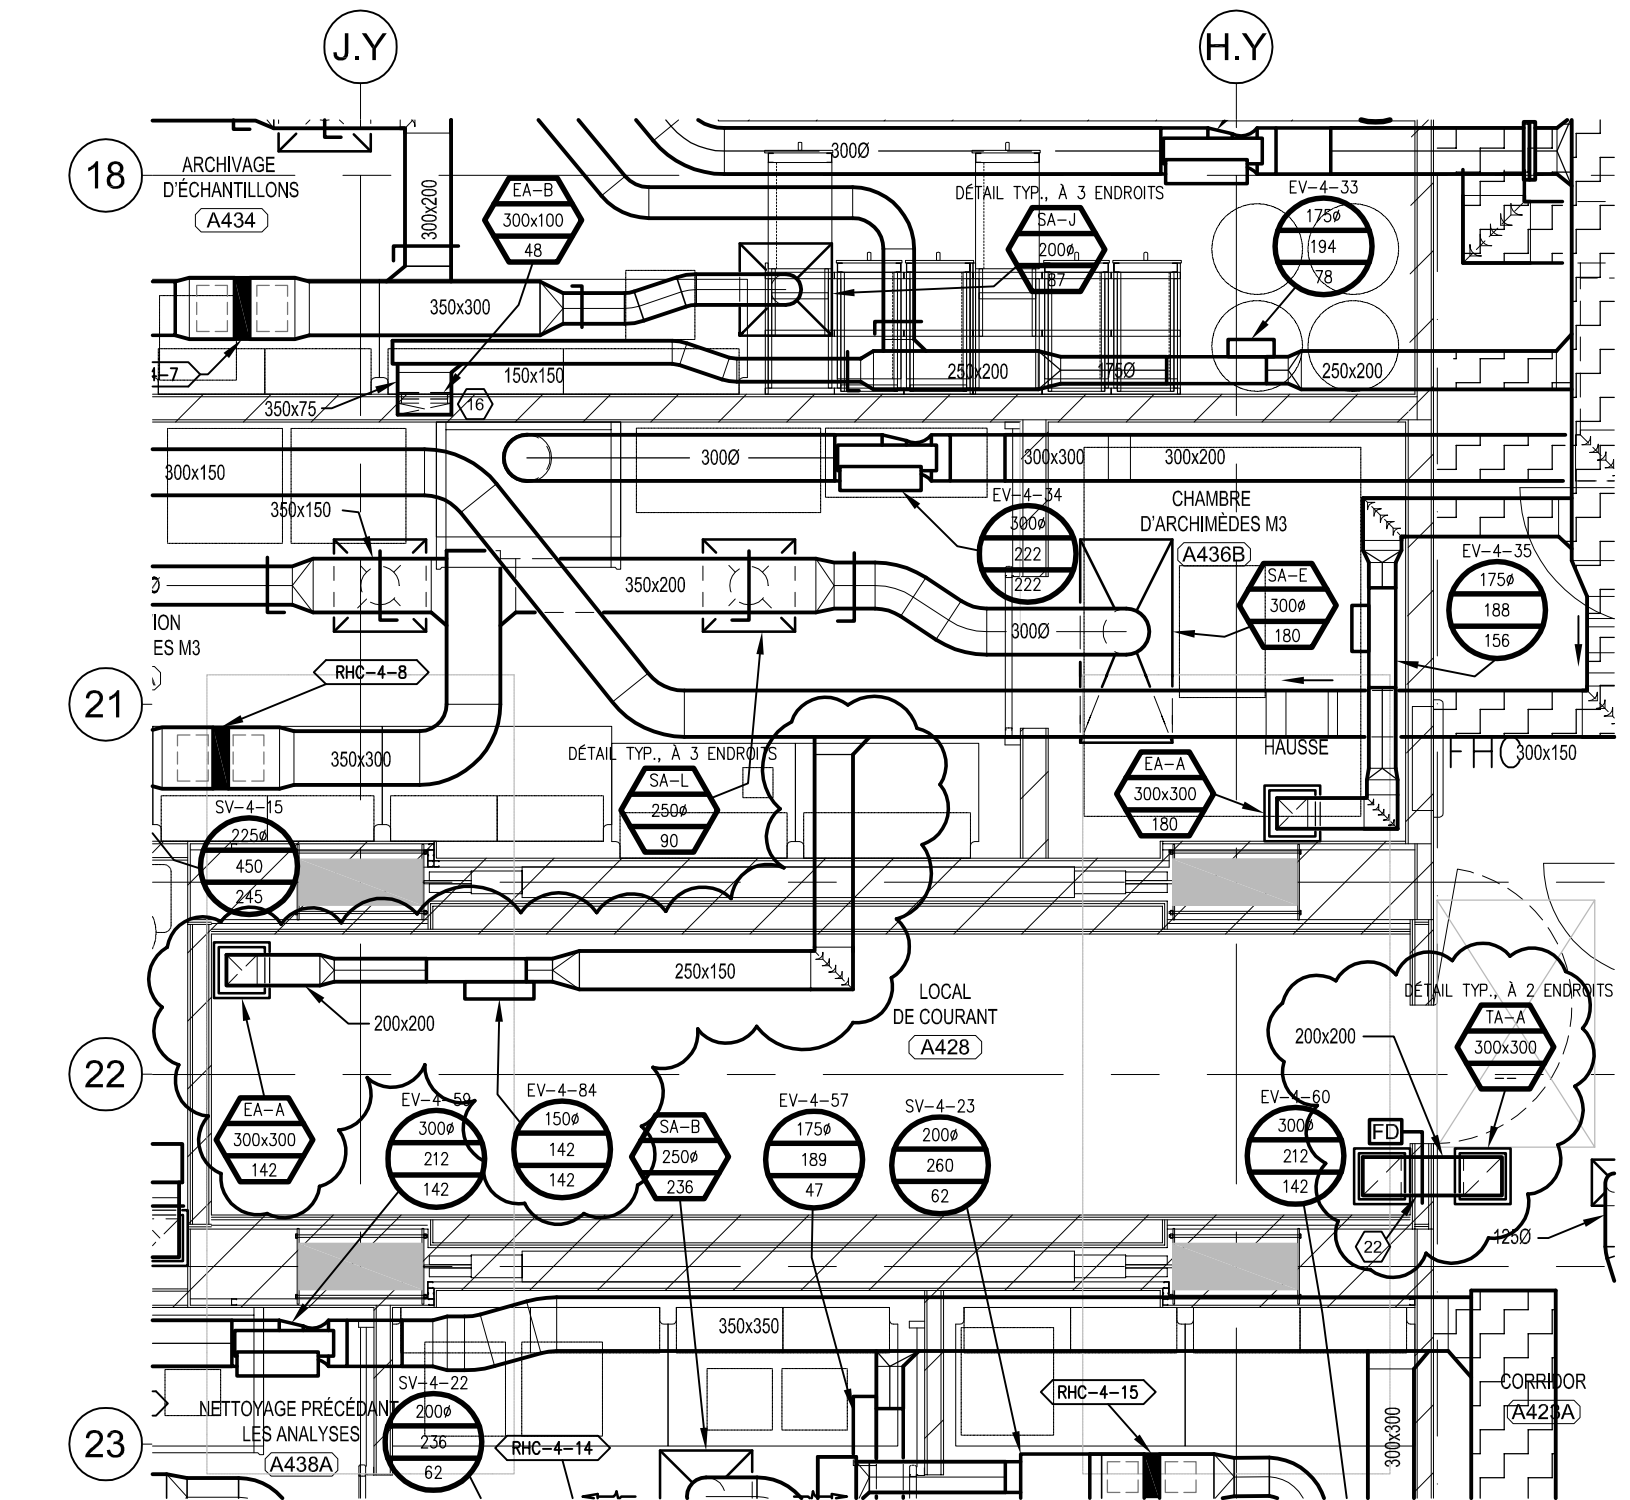 J.Y
H.Y
18
ARCHIVAGE
D'ÉCHANTILLONS
A434
300x200
EA-B
300x100
48
300Ø
DÉTAIL TYP., À 3 ENDROITS
SA-J
200ø
87
EV-4-33
175ø
194
78
350x300
4-7
150x150
350x75
16
250x200
175Ø
250x200
300x150
300Ø
300x300
300x200
350x150
EV-4-34
300ø
222
222
CHAMBRE
D'ARCHIMÈDES M3
A436B
EV-4-35
175ø
188
156
SA-E
300ø
180
350x200
300Ø
Ø
ION
ES M3
RHC-4-8
21
350x300
DÉTAIL TYP., À 3 ENDROITS
SA-L
250ø
90
HAUSSE
EA-A
300x300
180
FHC
300x150
SV-4-15
225ø
450
245
250x150
200x200
LOCAL
DE COURANT
A428
DÉTAIL TYP., À 2 ENDROITS
TA-A
300x300
--
200x200
22
EA-A
300x300
142
EV-4-59
300ø
212
142
EV-4-84
150ø
142
142
SA-B
250ø
236
EV-4-57
175ø
189
47
SV-4-23
200ø
260
62
EV-4-60
300ø
212
142
FD
22
125Ø
350x350
23
NETTOYAGE PRÉCÉDANT
LES ANALYSES
A438A
SV-4-22
200ø
236
62
RHC-4-14
RHC-4-15
300x300
CORRIDOR
A423A